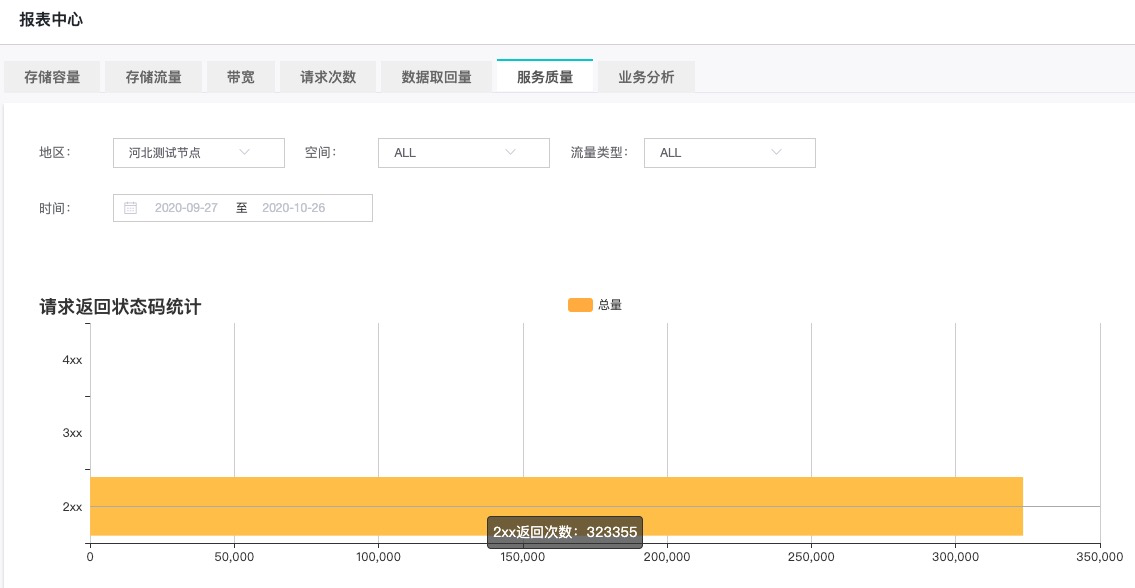 报表中心
存储容量 存储流量 带宽 请求次数 数据取回量 服务质量 业务分析
地区： 河北测试节点 空间： ALL 流量类型： ALL
时间： 2020-09-27 至 2020-10-26
请求返回状态码统计 总量
4xx
3xx
2xx
2xx返回次数：323355
0 50,000 100,000 150,000 200,000 250,000 300,000 350,000